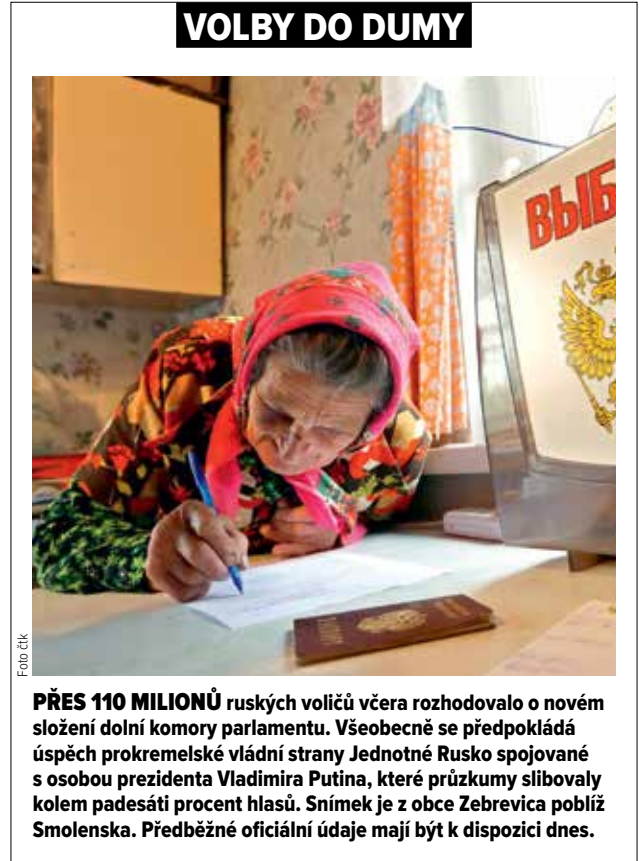 VOLBY DO DUMY
ВЫБ
Foto čtk
PŘES 110 MILIONŮ ruských voličů včera rozhodovalo o novém
složení dolní komory parlamentu. Všeobecně se předpokládá
úspěch prokremelské vládní strany Jednotné Rusko spojované
s osobou prezidenta Vladimira Putina, které průzkumy slibovaly
kolem padesáti procent hlasů. Snímek je z obce Zebrevica poblíž
Smolenska. Předběžné oficiální údaje mají být k dispozici dnes.